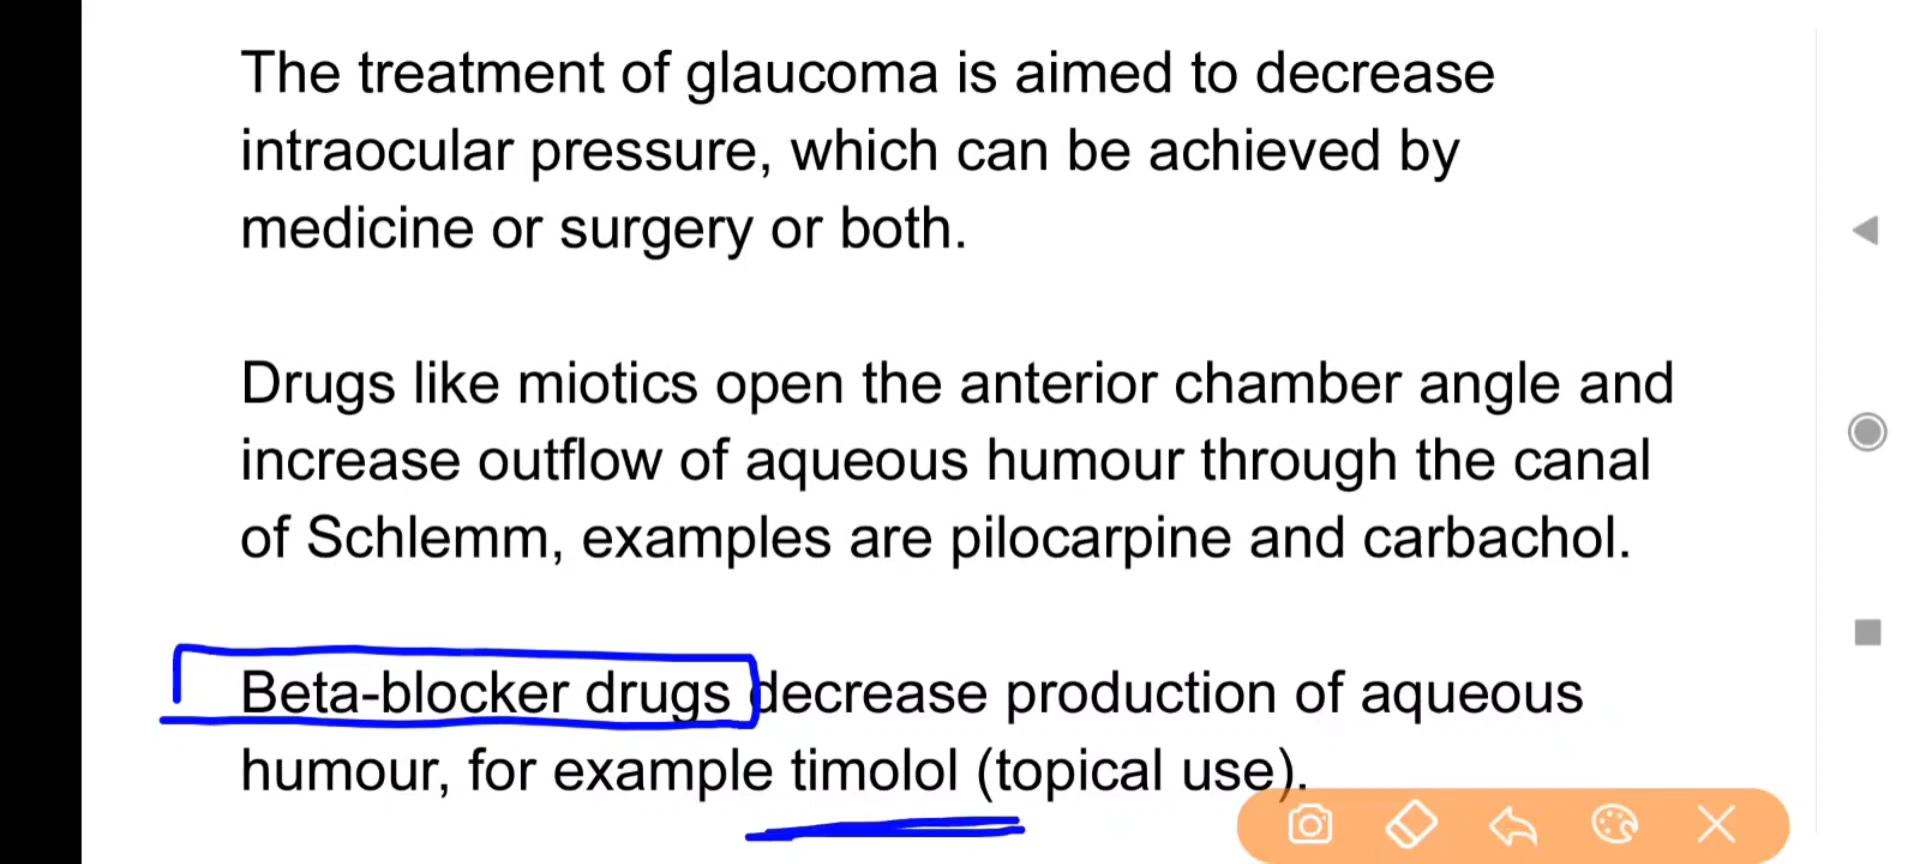 The treatment of glaucoma is aimed to decrease
intraocular pressure, which can be achieved by
medicine or surgery or both.
Drugs like miotics open the anterior chamber angle and
increase outflow of aqueous humour through the canal
of Schlemm, examples are pilocarpine and carbachol.
Beta-blocker drugs decrease production of aqueous
humour, for example timolol (topical use).